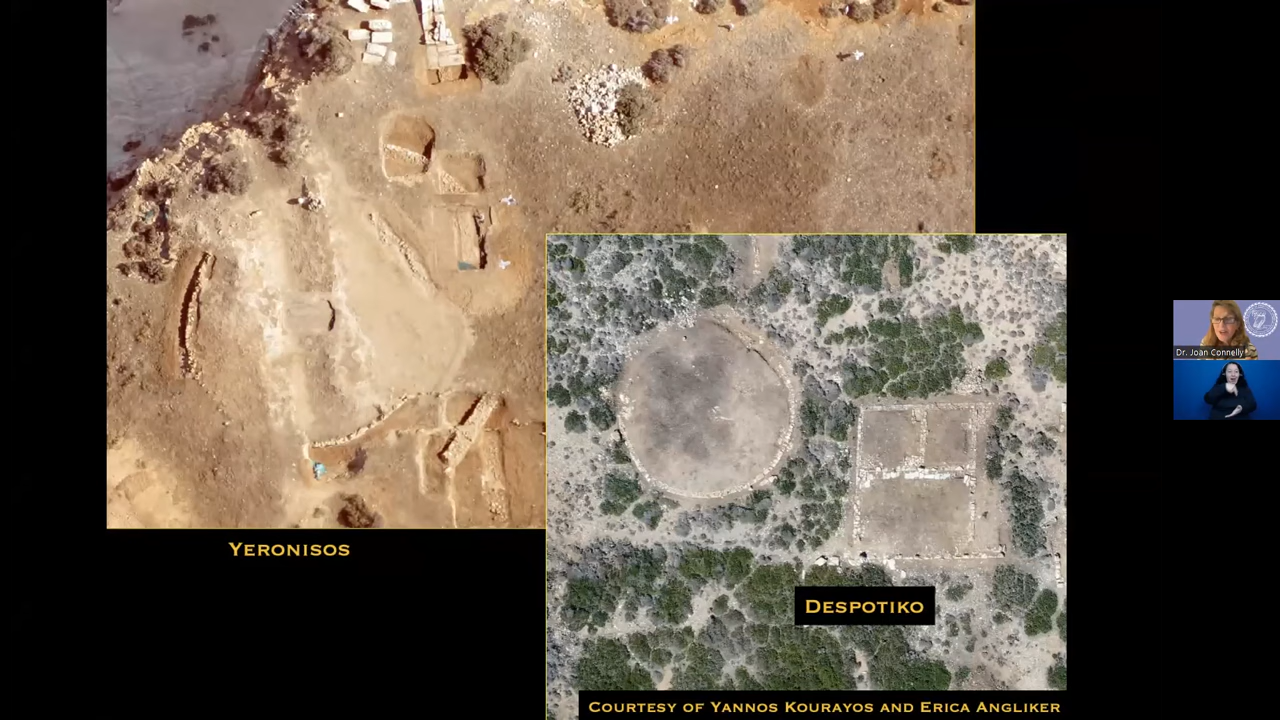 Dr. Joan Connelly
Yeronisos
Despotiko
Courtesy of Yannos Kourayos and Erica Angliker